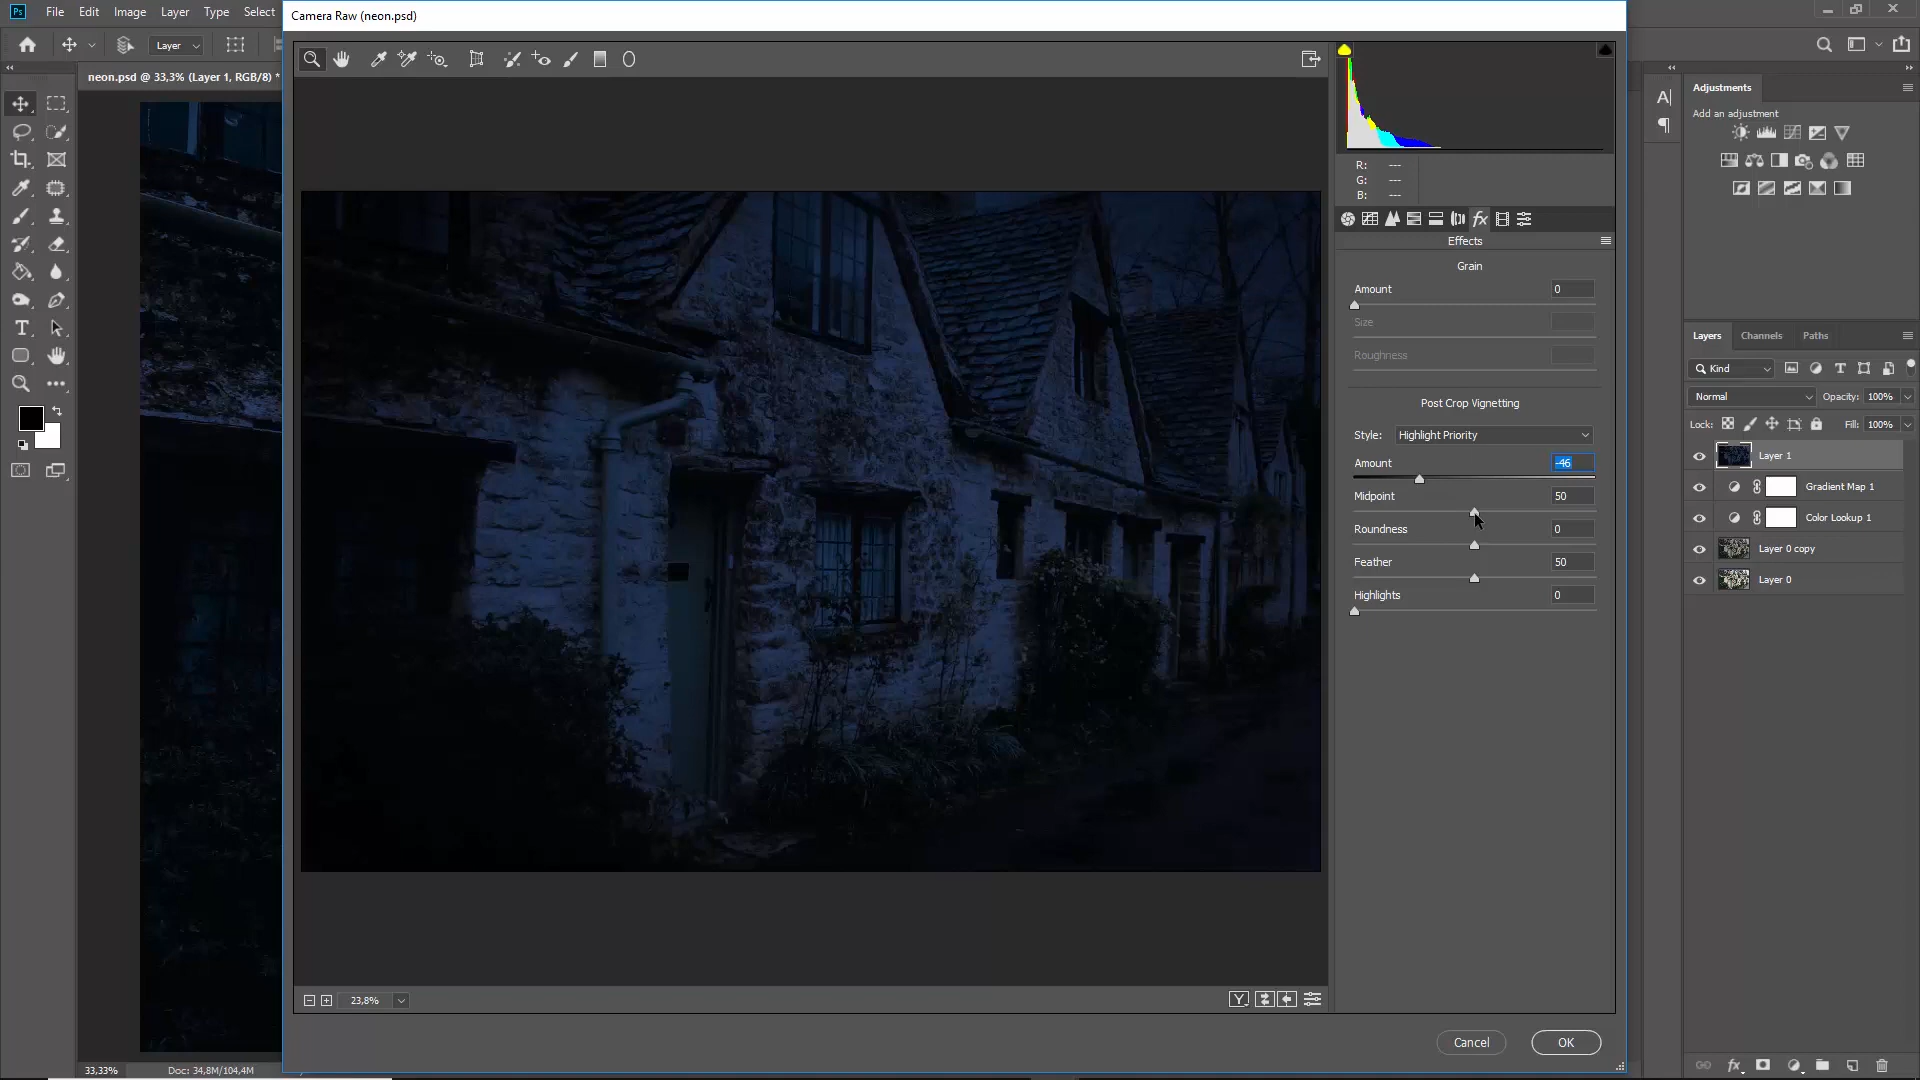 Ps File Edit Image Layer Type Select
Camera Raw (neon.psd)
Layer
neon.psd @ 33,3% (Layer 1, RGB/8) *
R: ---
G: ---
B: ---
Effects
Grain
Amount 0
Size
Roughness
Post Crop Vignetting
Style: Highlight Priority
Amount -46
Midpoint 50
Roundness 0
Feather 50
Highlights 0
23,8%
Cancel OK
33,33% Doc: 34,8M/104,4M
Adjustments
Add an adjustment
Layers Channels Paths
Kind
Normal Opacity: 100%
Lock: Fill: 100%
Layer 1
Gradient Map 1
Color Lookup 1
Layer 0 copy
Layer 0